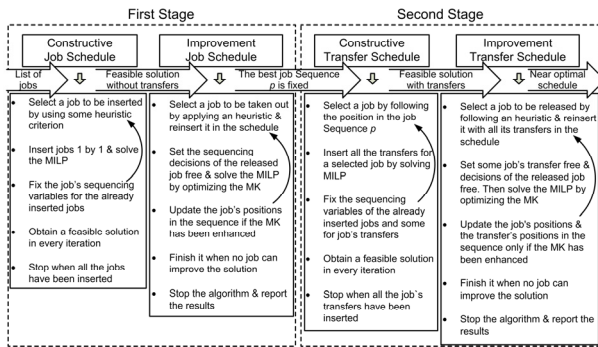 First Stage
Second Stage
Constructive
Job Schedule
Improvement
Job Schedule
Constructive
Transfer Schedule
Improvement
Transfer Schedule
List of
jobs
Feasible solution
without transfers
The best job Sequence
p is fixed
Feasible solution
with transfers
Near optimal
schedule
Select a job to be inserted
by using some heuristic
criterion
Insert jobs 1 by 1 & solve
the MILP
Fix the job's sequencing
variables for the already
inserted jobs
Obtain a feasible solution
in every iteration
Stop when all the jobs
have been inserted
Select a job to be taken out
by applying an heuristic &
reinsert it in the schedule
Set the sequencing
decisions of the released
job free & solve the MILP by
optimizing the MK
Update the job's positions
in the sequence if the MK
has been enhanced
Finish it when no job can
improve the solution
Stop the algorithm & report
the results
Select a job by following
the position in the job
Sequence p
Insert all the transfers for
a selected job by solving
MILP
Fix the sequencing
variables of the already
inserted jobs and some
for job's transfers
Obtain a feasible solution
in every iteration
Stop when all the job`s
transfers have been
inserted
Select a job to be released by
following an heuristic & reinsert
it with all its transfers in the
schedule
Set some job's transfer free &
decisions of the released job
free. Then solve the MILP by
optimizing the MK
Update the job's positions &
the transfer's positions in the
sequence only if the MK has
been enhanced
Finish it when no job can
improve the solution
Stop the algorithm & report the
results